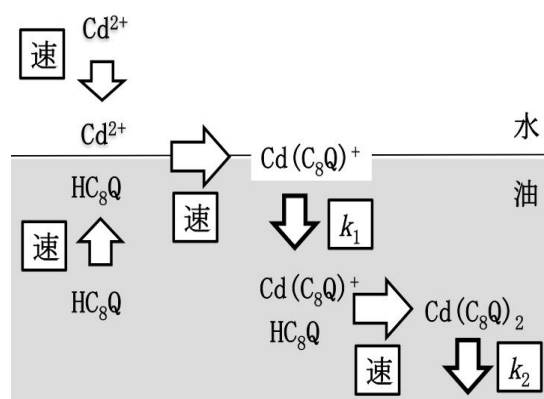 Cd²⁺
速
Cd²⁺
水
Cd(C₈Q)⁺
油
HC₈Q
速
速
k₁
HC₈Q
Cd(C₈Q)⁺
HC₈Q
Cd(C₈Q)₂
速
k₂